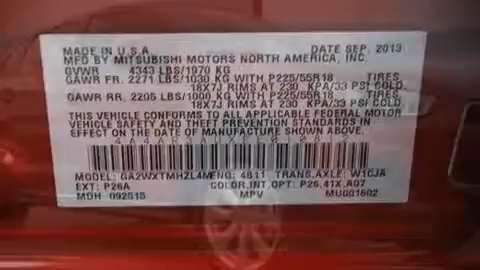 MADE IN U.S.A. DATE SEP. 2013
MFD BY MITSUBISHI MOTORS NORTH AMERICA, INC.
GVWR 4343 LBS/1970 KG
GAWR FR. 2271 LBS/1030 KG WITH P225/55R18 TIRES
18X7J RIMS AT 230 KPA/33 PSI COLD.
GAWR RR. 2205 LBS/1000 KG WITH P225/55R18 TIRES
18X7J RIMS AT 230 KPA/33 PSI COLD.
THIS VEHICLE CONFORMS TO ALL APPLICABLE FEDERAL MOTOR
VEHICLE SAFETY AND THEFT PREVENTION STANDARDS IN
EFFECT ON THE DATE OF MANUFACTURE SHOWN ABOVE.
MODEL: GA2WXTMHZL4M ENG: 4B11 TRANS,AXLE: W1CJA
EXT: P26A COLOR,INT,OPT: P26,41X,A07
MDH 092515 MPV MU001602